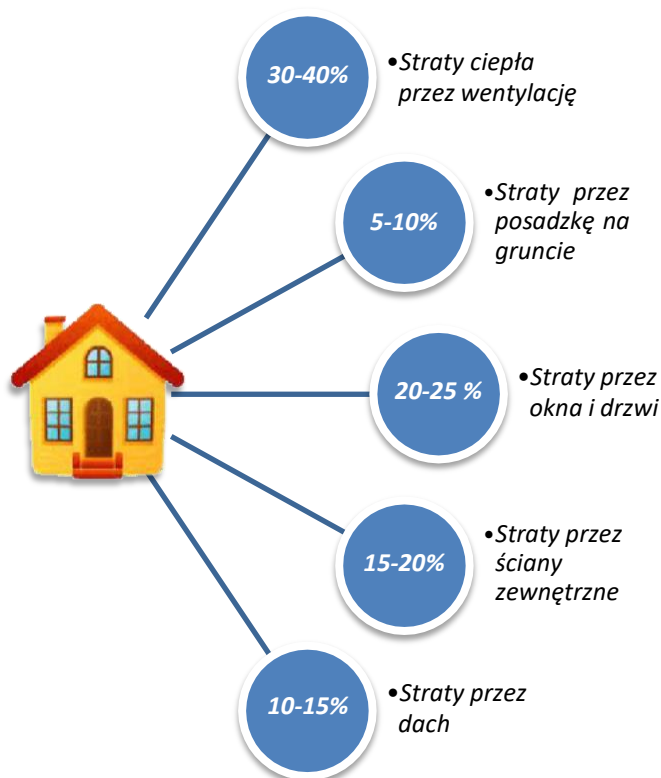 30-40%
•Straty ciepła
przez wentylację
5-10%
•Straty przez
posadzkę na
gruncie
20-25 %
•Straty przez
okna i drzwi
15-20%
•Straty przez
ściany
zewnętrzne
10-15%
•Straty przez
dach